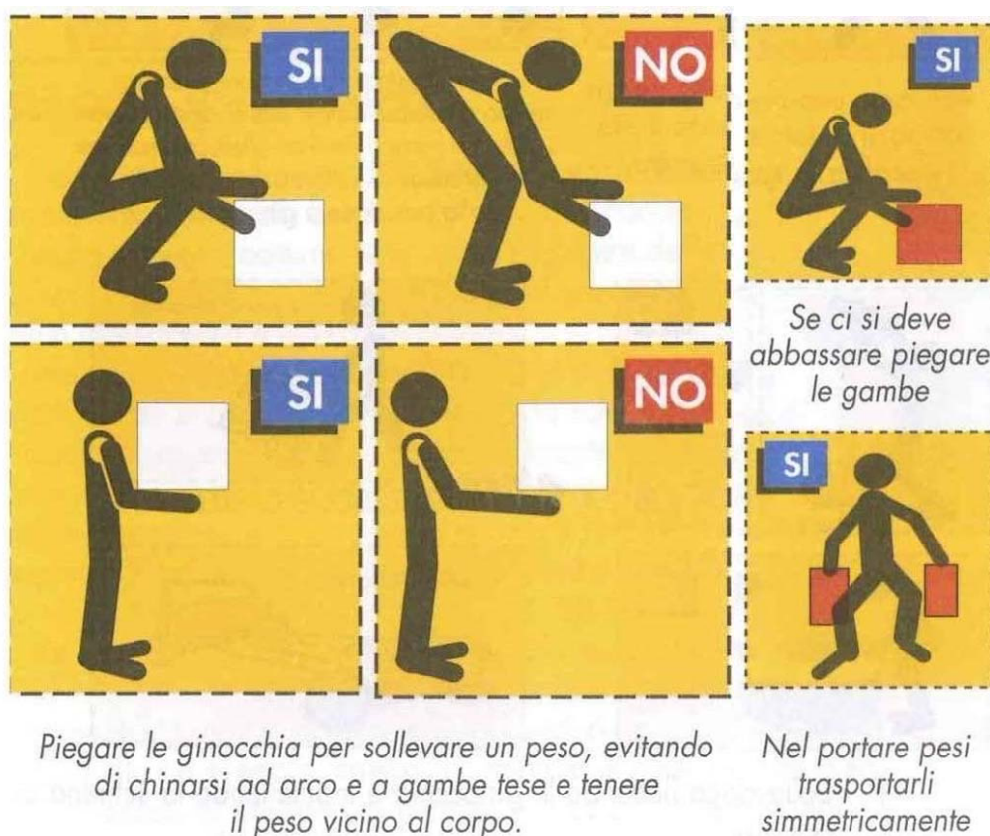 SI
NO
SI
Se ci si deve
abbassare piegare
le gambe
SI
NO
SI
Piegare le ginocchia per sollevare un peso, evitando
di chinarsi ad arco e a gambe tese e tenere
il peso vicino al corpo.
Nel portare pesi
trasportarli
simmetricamente